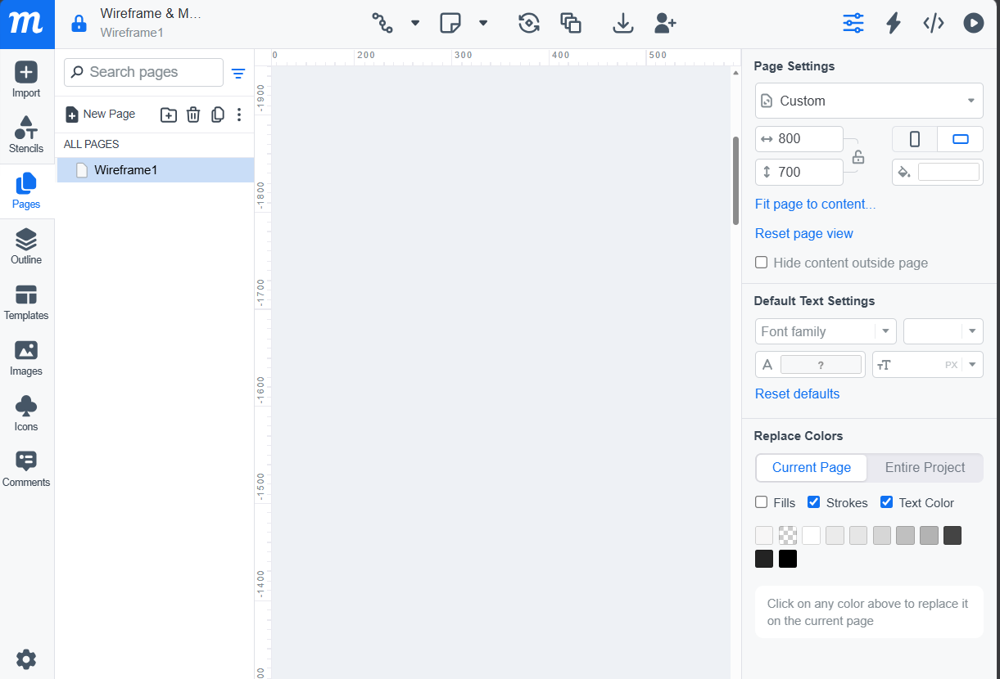 m
Wireframe & M...
Wireframe1
Import
Stencils
Pages
Outline
Templates
Images
Icons
Comments
Search pages
New Page
ALL PAGES
Wireframe1
0 200 300 400 500
-1900
-1800
-1700
-1600
-1500
-1400
00
Page Settings
Custom
800
700
Fit page to content...
Reset page view
Hide content outside page
Default Text Settings
Font family
A ? TT PX
Reset defaults
Replace Colors
Current Page Entire Project
Fills Strokes Text Color
Click on any color above to replace it
on the current page